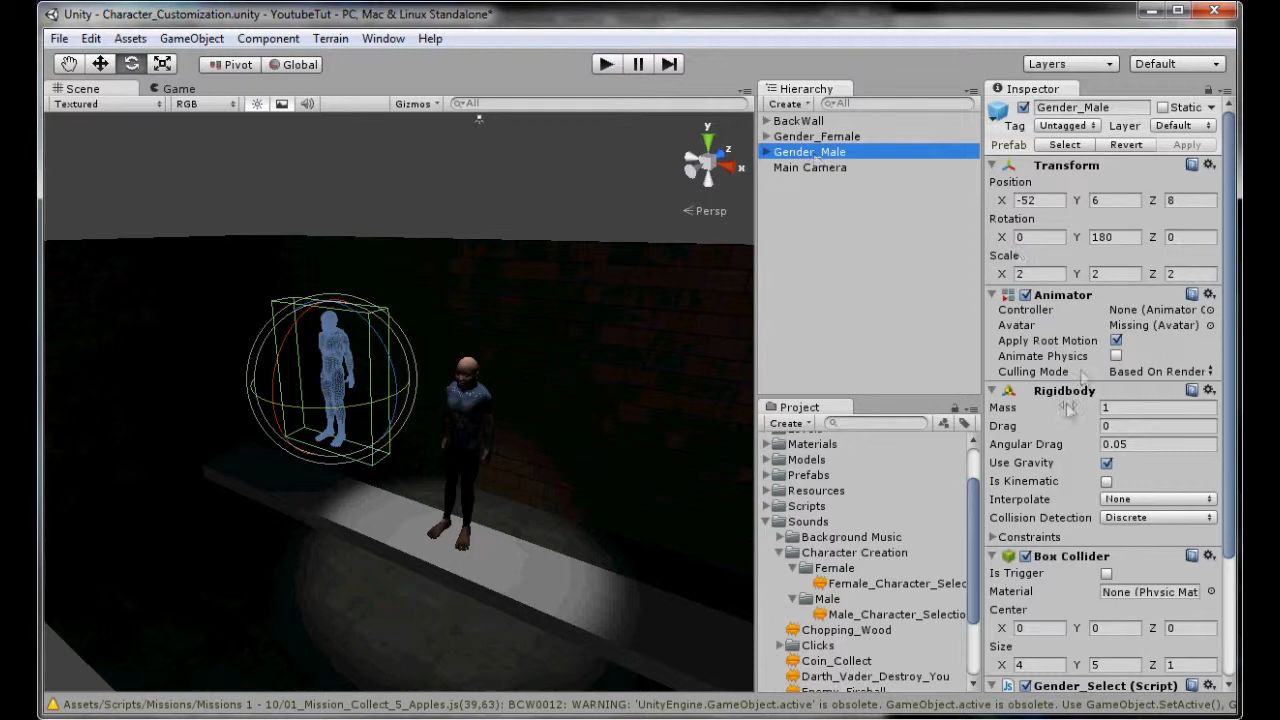 Unity - Character_Customization.unity - YoutubeTut - PC, Mac & Linux Standalone*
File Edit Assets GameObject Component Terrain Window Help
Pivot Global Layers Default
Scene Game
Textured RGB Gizmos All
y
z
x
Persp
Hierarchy
Create All
BackWall
Gender_Female
Gender_Male
Main Camera
Project
Create
Materials
Models
Prefabs
Resources
Scripts
Sounds
Background Music
Character Creation
Female
Female_Character_Selec
Male
Male_Character_Selectio
Chopping_Wood
Clicks
Coin_Collect
Darth_Vader_Destroy_You
Enemy_Fireball
Inspector
Gender_Male Static
Tag Untagged Layer Default
Prefab Select Revert Apply
Transform
Position
X -52 Y 6 Z 8
Rotation
X 0 Y 180 Z 0
Scale
X 2 Y 2 Z 2
Animator
Controller None (Animator C
Avatar Missing (Avatar)
Apply Root Motion
Animate Physics
Culling Mode Based On Render
Rigidbody
Mass 1
Drag 0
Angular Drag 0.05
Use Gravity
Is Kinematic
Interpolate None
Collision Detection Discrete
Constraints
Box Collider
Is Trigger
Material None (Physic Mat
Center
X 0 Y 0 Z 0
Size
X 4 Y 5 Z 1
Gender_Select (Script)
Assets/Scripts/Missions/Missions 1 - 10/01_Mission_Collect_5_Apples.js(39,63): BCW0012: WARNING: 'UnityEngine.GameObject.active' is obsolete. GameObject.active is obsolete. Use GameObject.SetActive(), G